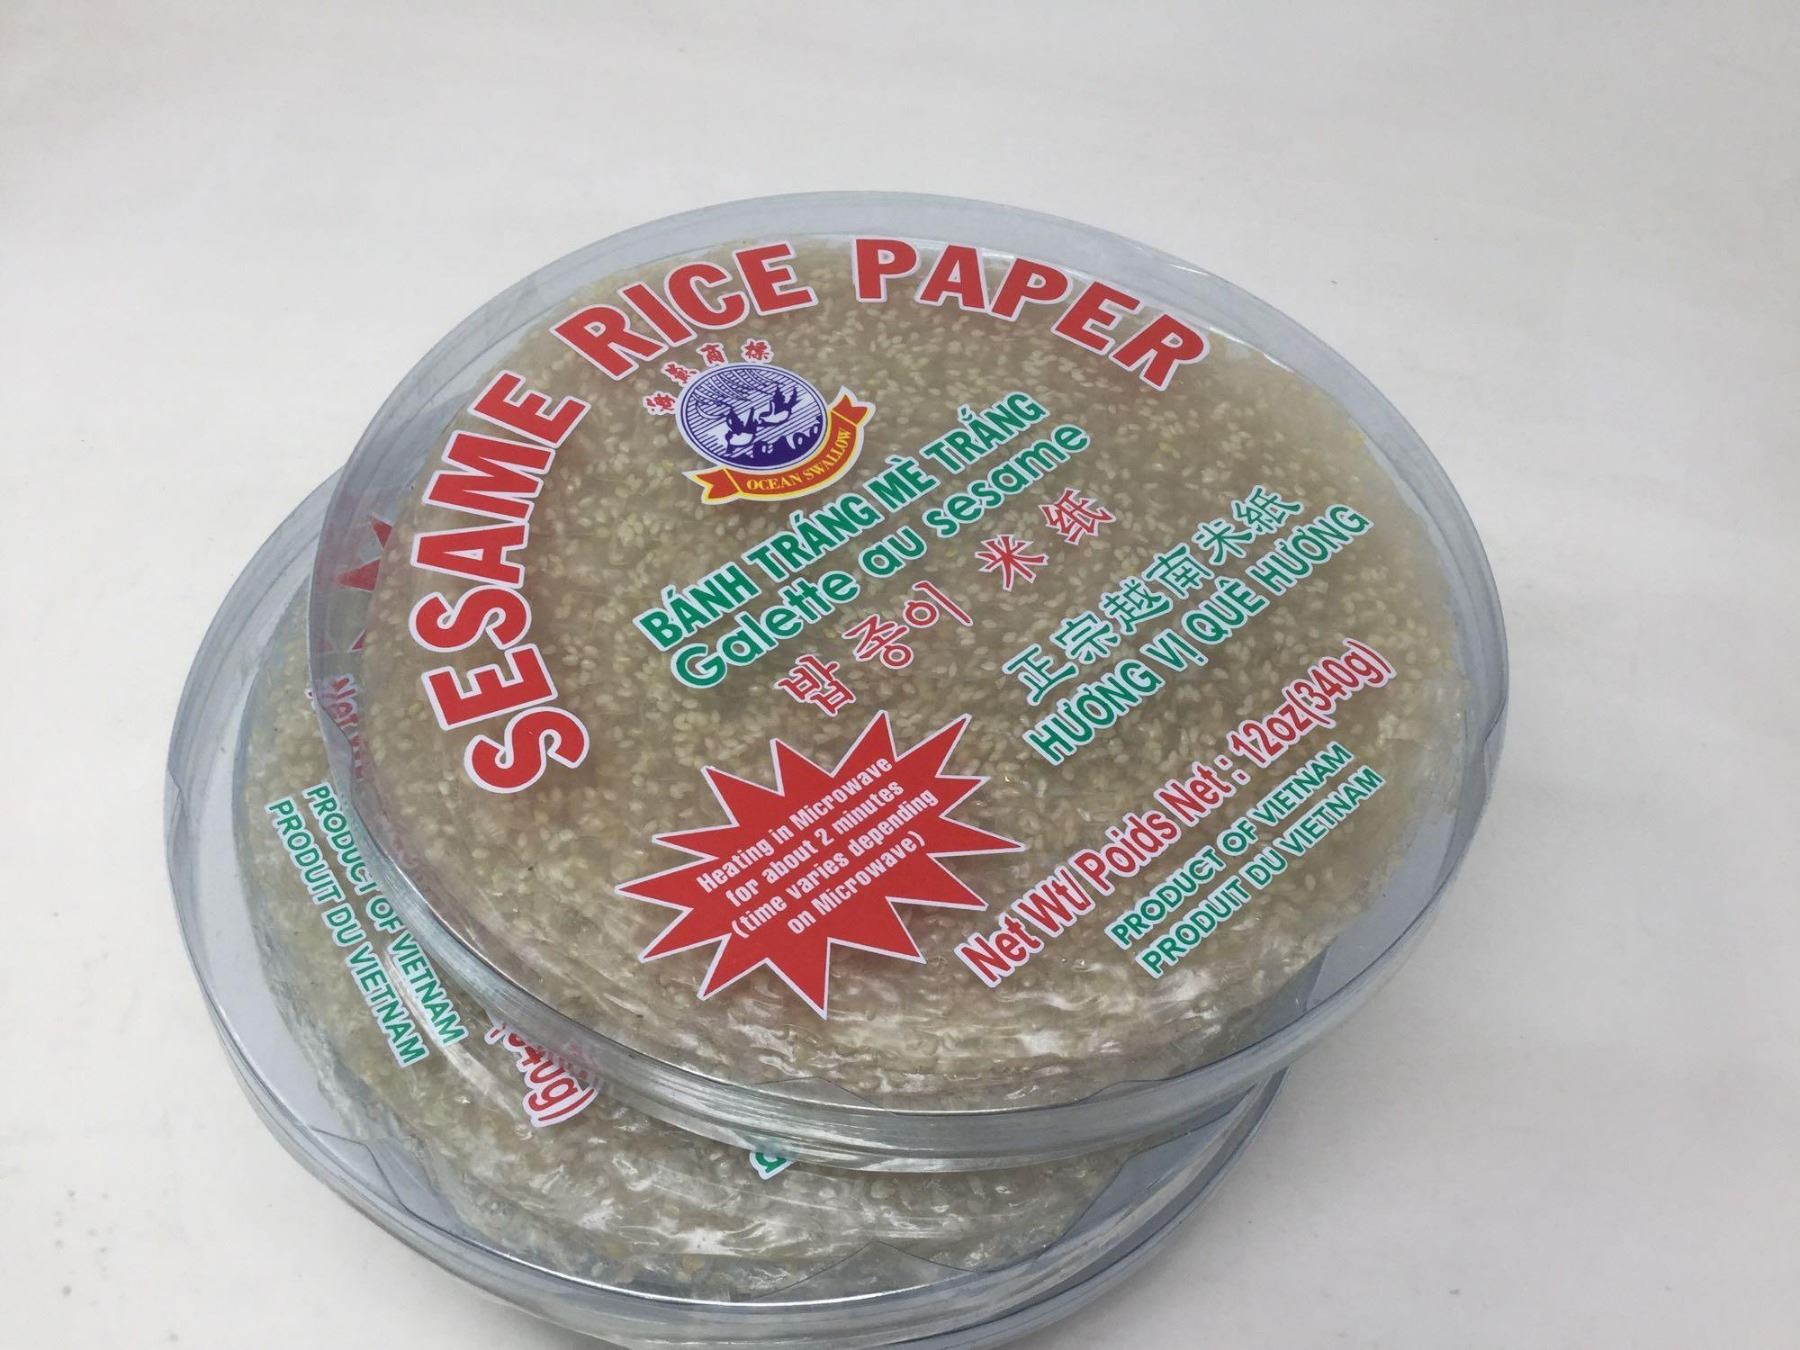 SESAME RICE PAPER
海燕商標
OCEAN SWALLOW
BÁNH TRÁNG MÈ TRẮNG
Galette au sesame
밥종이 米纸
正宗越南米紙
HƯƠNG VỊ QUÊ HƯƠNG
Heating in Microwave
for about 2 minutes
(time varies depending
on Microwave)
Net Wt/ Poids Net: 12oz(340g)
PRODUCT OF VIETNAM
PRODUIT DU VIETNAM
Net
340g)
PRODUCT OF VIETNAM
PRODUIT DU VIETNAM